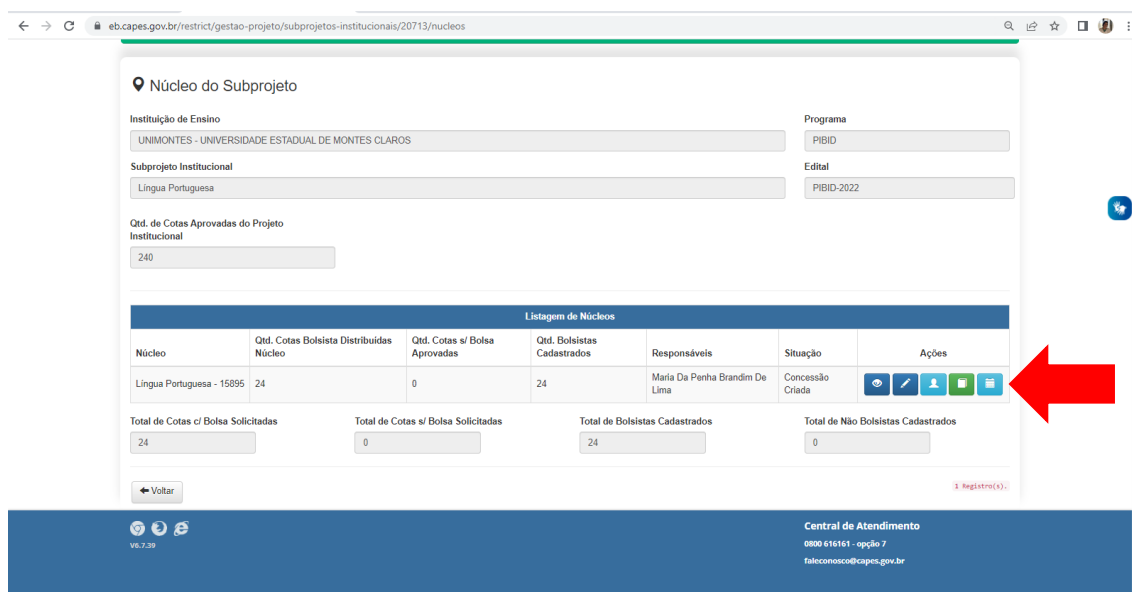 eb.capes.gov.br/restrict/gestao-projeto/subprojetos-institucionais/20713/nucleos
Núcleo do Subprojeto
Instituição de Ensino
Programa
UNIMONTES - UNIVERSIDADE ESTADUAL DE MONTES CLAROS
PIBID
Subprojeto Institucional
Edital
Língua Portuguesa
PIBID-2022
Qtd. de Cotas Aprovadas do Projeto
Institucional
240
Listagem de Núcleos
Núcleo
Qtd. Cotas Bolsista Distribuídas
Núcleo
Qtd. Cotas s/ Bolsa
Aprovadas
Qtd. Bolsistas
Cadastrados
Responsáveis
Situação
Ações
Língua Portuguesa - 15895
24
0
24
Maria Da Penha Brandim De
Lima
Concessão
Criada
Total de Cotas c/ Bolsa Solicitadas
Total de Cotas s/ Bolsa Solicitadas
Total de Bolsistas Cadastrados
Total de Não Bolsistas Cadastrados
24
0
24
0
Voltar
1 Registro(s).
V6.7.39
Central de Atendimento
0800 616161 - opção 7
faleconosco@capes.gov.br